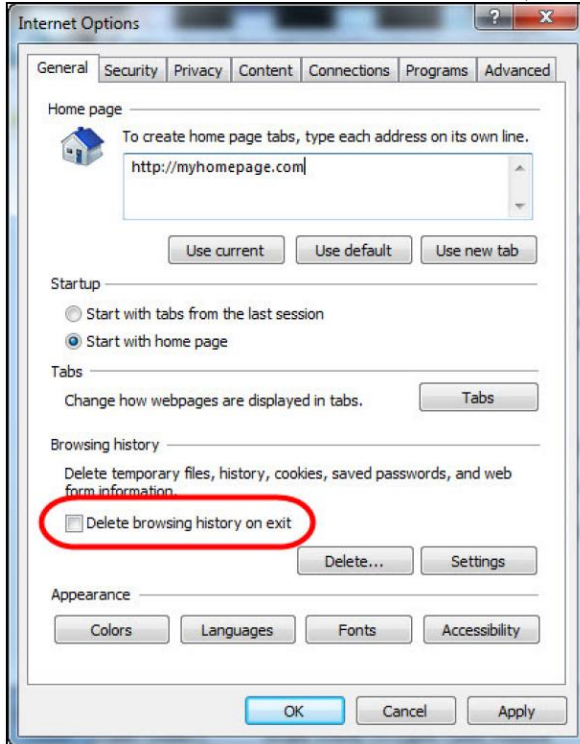 Internet Options
General Security Privacy Content Connections Programs Advanced
Home page
To create home page tabs, type each address on its own line.
http://myhomepage.com
Use current Use default Use new tab
Startup
Start with tabs from the last session
Start with home page
Tabs
Change how webpages are displayed in tabs. Tabs
Browsing history
Delete temporary files, history, cookies, saved passwords, and web
form information.
Delete browsing history on exit
Delete... Settings
Appearance
Colors Languages Fonts Accessibility
OK Cancel Apply